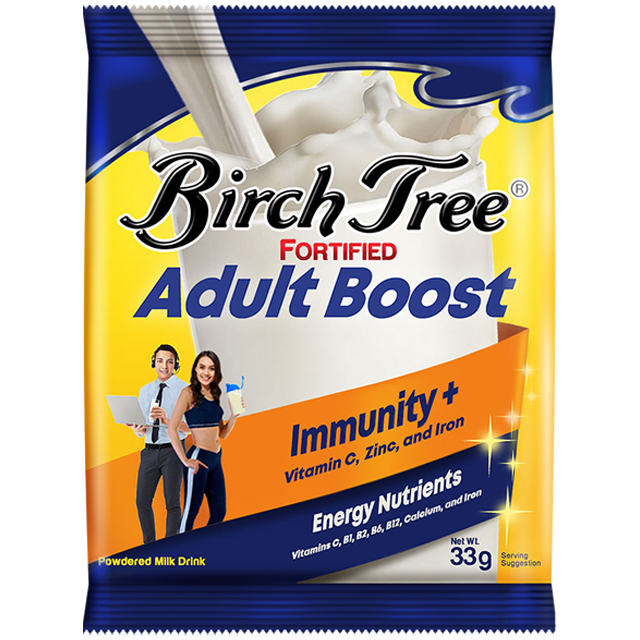 Birch Tree®
FORTIFIED
Adult Boost
Immunity +
Vitamin C, Zinc, and Iron
Energy Nutrients
Vitamins C, B1, B2, B6, B12, Calcium, and Iron
Powdered Milk Drink
Net Wt.
33g
Serving
Suggestion